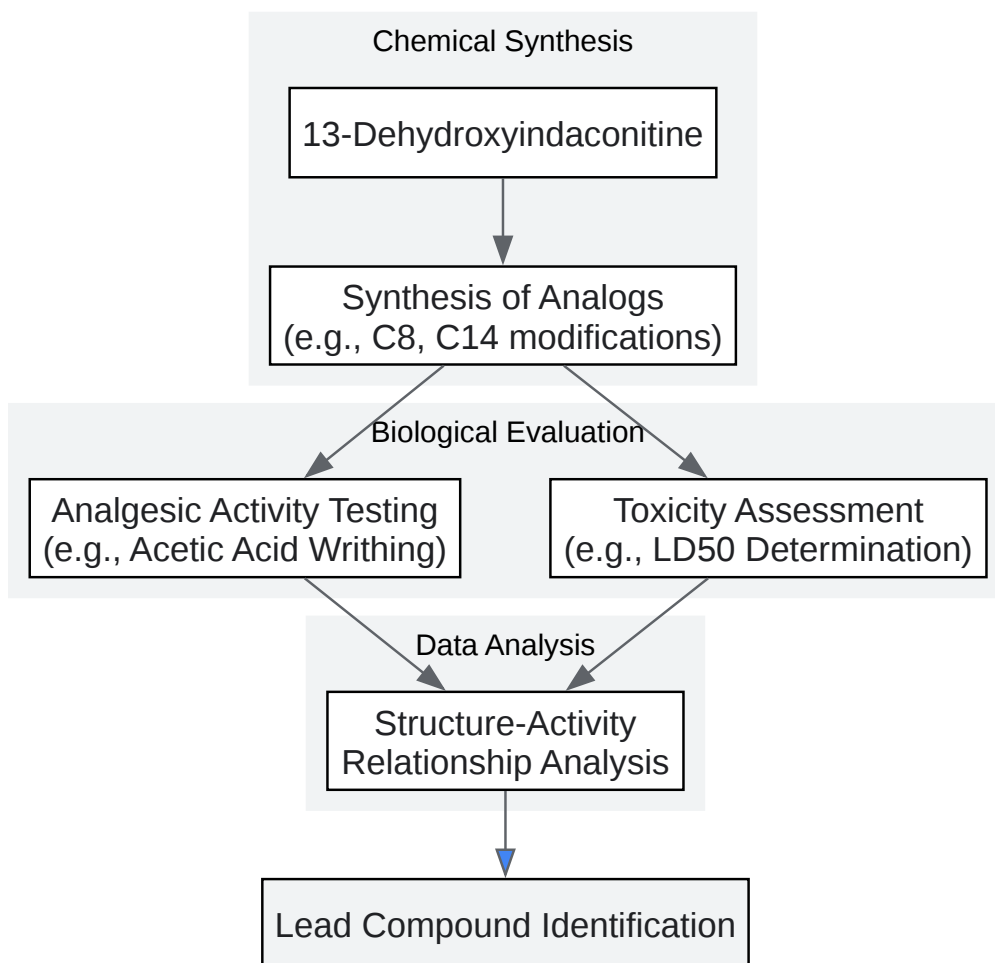 Chemical Synthesis
13-Dehydroxyindaconitine
Synthesis of Analogs
(e.g., C8, C14 modifications)
Biological Evaluation
Analgesic Activity Testing
(e.g., Acetic Acid Writhing)
Toxicity Assessment
(e.g., LD50 Determination)
Data Analysis
Structure-Activity
Relationship Analysis
Lead Compound Identification